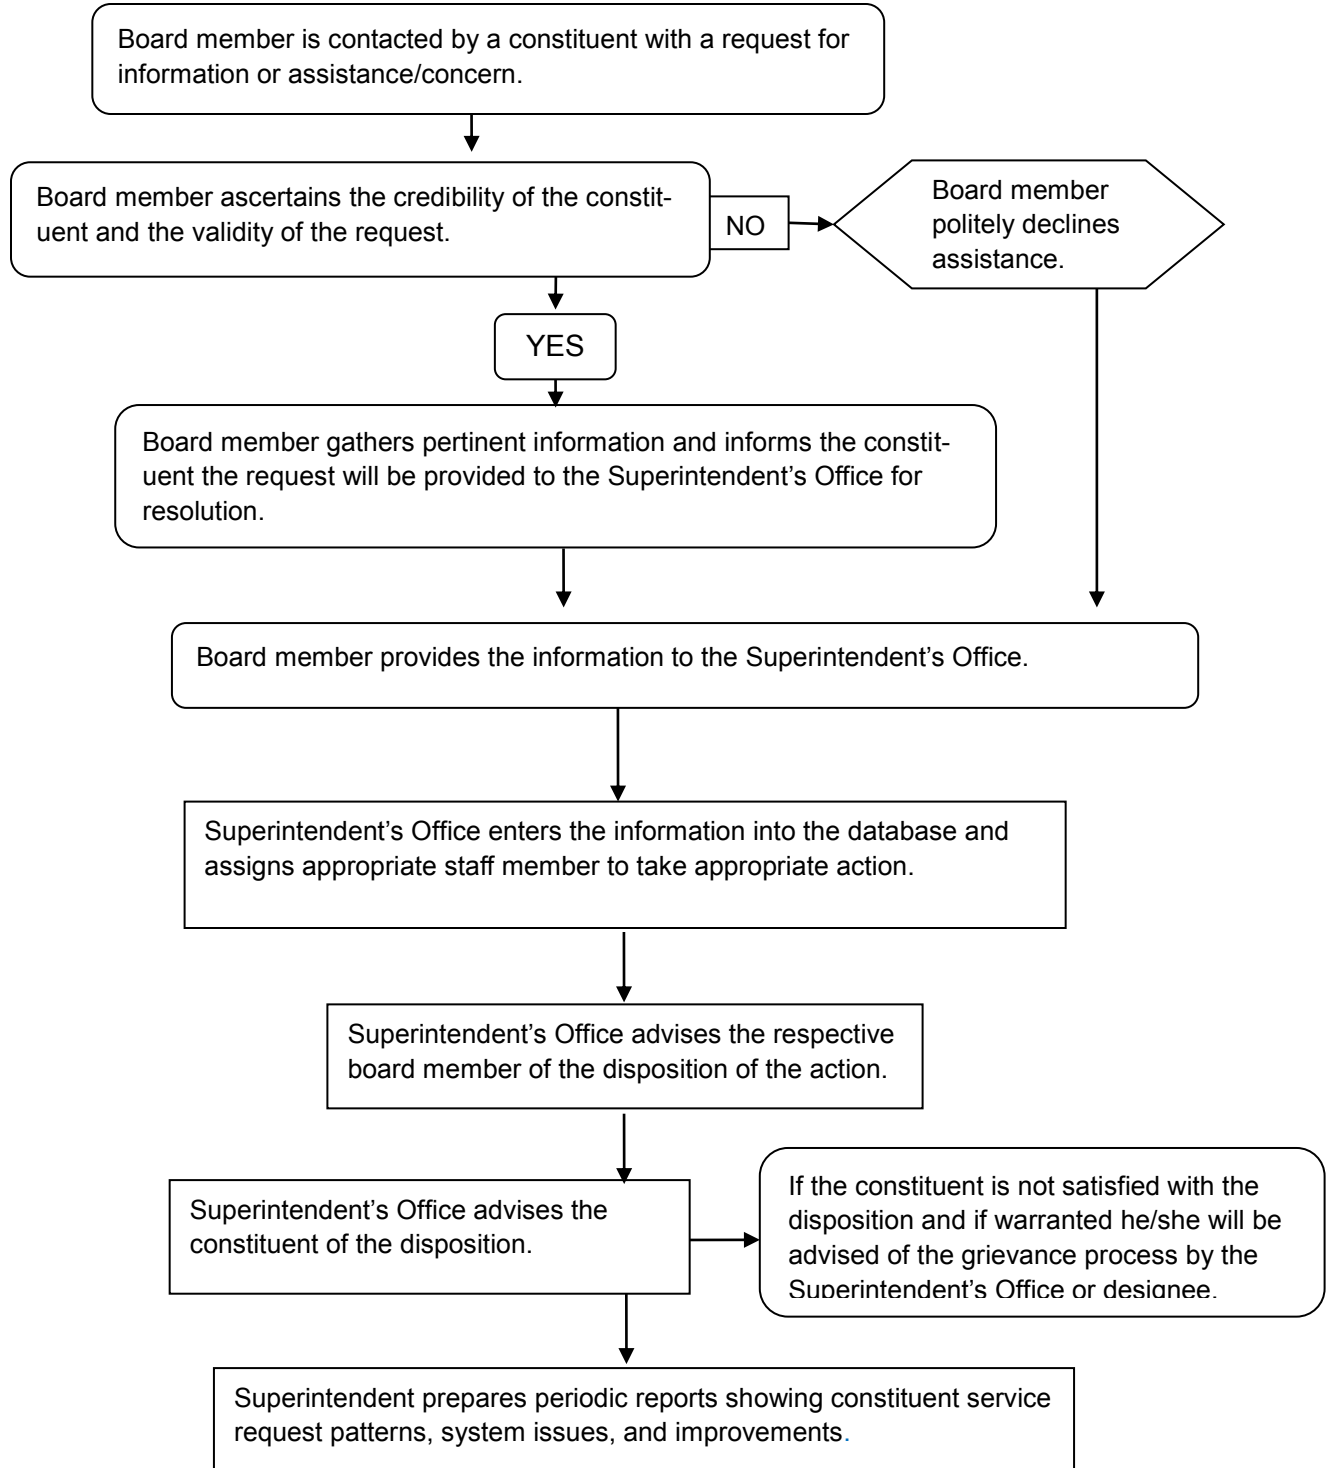 Board member is contacted by a constituent with a request for
information or assistance/concern.
Board member ascertains the credibility of the constit-
uent and the validity of the request.
NO
Board member
politely declines
assistance.
YES
Board member gathers pertinent information and informs the constit-
uent the request will be provided to the Superintendent’s Office for
resolution.
Board member provides the information to the Superintendent’s Office.
Superintendent’s Office enters the information into the database and
assigns appropriate staff member to take appropriate action.
Superintendent’s Office advises the respective
board member of the disposition of the action.
Superintendent’s Office advises the
constituent of the disposition.
If the constituent is not satisfied with the
disposition and if warranted he/she will be
advised of the grievance process by the
Superintendent’s Office or designee.
Superintendent prepares periodic reports showing constituent service
request patterns, system issues, and improvements.